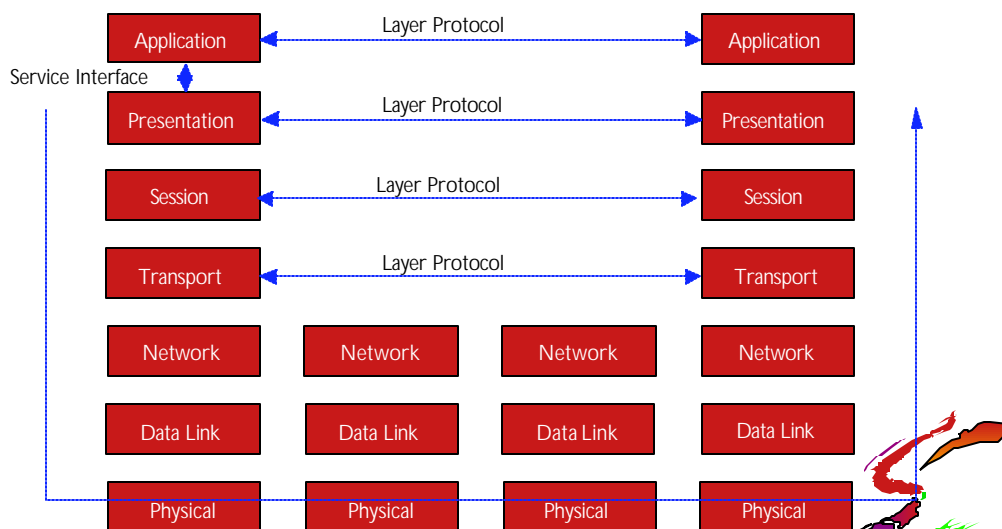 Layer Protocol
Application Application
Service Interface
Layer Protocol
Presentation Presentation
Layer Protocol
Session Session
Layer Protocol
Transport Transport
Network Network Network Network
Data Link Data Link Data Link Data Link
Physical Physical Physical Physical